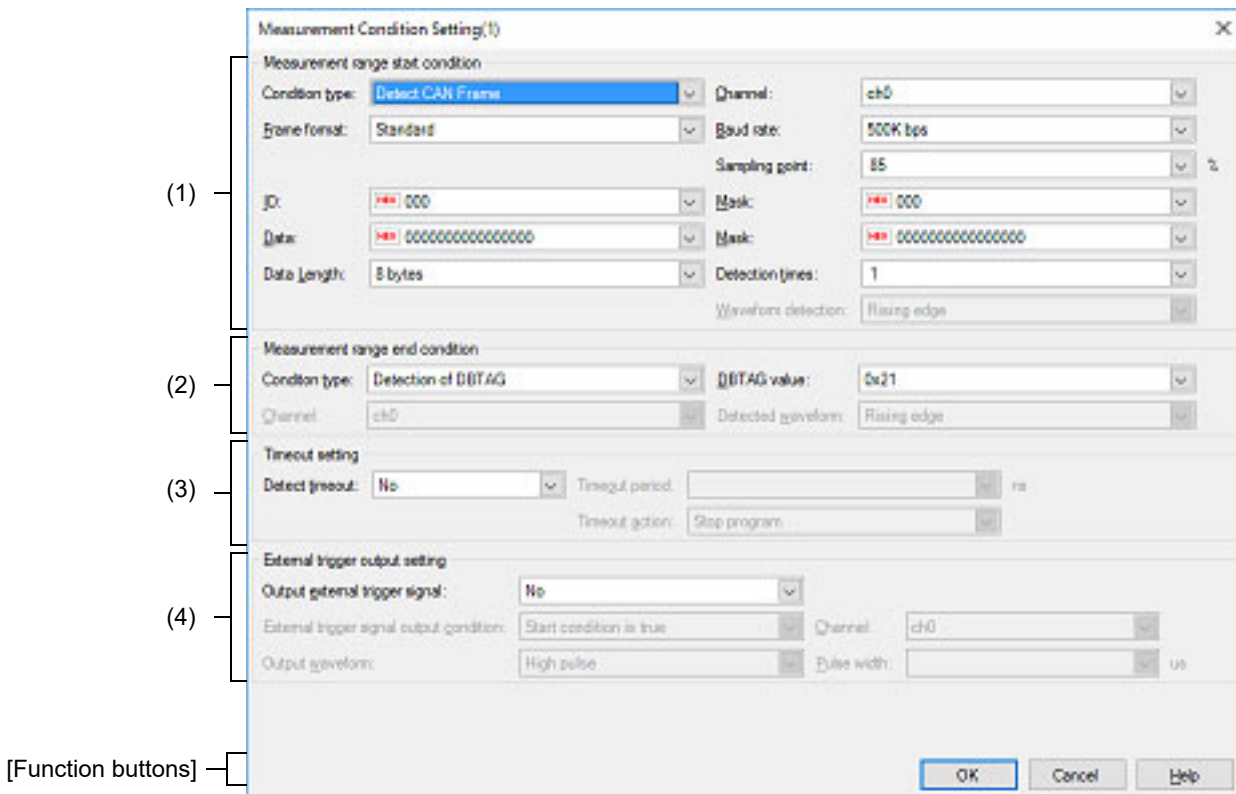 Measurement Condition Setting(1)
Measurement range start condition
Condition type: Detect CAN Frame Channel: ch0
Frame format: Standard Baud rate: 500K bps
Sampling point: 85 %
(1)
ID: HEX 000 Mask: HEX 000
Data: HEX 0000000000000000 Mask: HEX 0000000000000000
Data Length: 8 bytes Detection times: 1
Waveform detection: Rising edge
Measurement range end condition
(2)
Condition type: Detection of DBTAG DBTAG value: 0x21
Channel: ch0 Detected waveform: Rising edge
Timeout setting
(3)
Detect timeout: No Timeout period: ns
Timeout action: Stop program
External trigger output setting
Output external trigger signal: No
(4)
External trigger signal output condition: Start condition is true Channel: ch0
Output waveform: High pulse Pulse width: us
[Function buttons]
OK Cancel Help